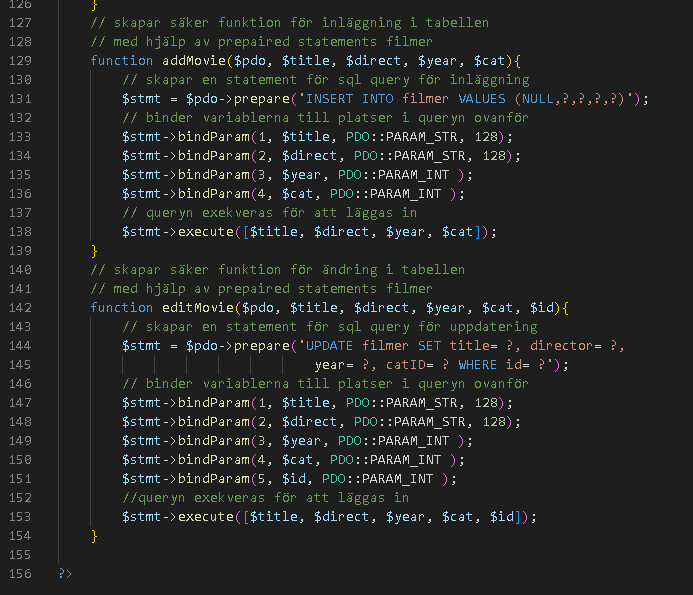 126 }
127 // skapar säker funktion för inläggning i tabellen
128 // med hjälp av prepaired statements filmer
129 function addMovie($pdo, $title, $direct, $year, $cat){
130 // skapar en statement för sql query för inläggning
131 $stmt = $pdo->prepare('INSERT INTO filmer VALUES (NULL,?,?,?,?)');
132 // binder variablerna till platser i queryn ovanför
133 $stmt->bindParam(1, $title, PDO::PARAM_STR, 128);
134 $stmt->bindParam(2, $direct, PDO::PARAM_STR, 128);
135 $stmt->bindParam(3, $year, PDO::PARAM_INT );
136 $stmt->bindParam(4, $cat, PDO::PARAM_INT );
137 // queryn exekveras för att läggas in
138 $stmt->execute([$title, $direct, $year, $cat]);
139 }
140 // skapar säker funktion för ändring i tabellen
141 // med hjälp av prepaired statements filmer
142 function editMovie($pdo, $title, $direct, $year, $cat, $id){
143 // skapar en statement för sql query för uppdatering
144 $stmt = $pdo->prepare('UPDATE filmer SET title= ?, director= ?,
145 year= ?, catID= ? WHERE id= ?');
146 // binder variablerna till platser i queryn ovanför
147 $stmt->bindParam(1, $title, PDO::PARAM_STR, 128);
148 $stmt->bindParam(2, $direct, PDO::PARAM_STR, 128);
149 $stmt->bindParam(3, $year, PDO::PARAM_INT );
150 $stmt->bindParam(4, $cat, PDO::PARAM_INT );
151 $stmt->bindParam(5, $id, PDO::PARAM_INT );
152 //queryn exekveras för att läggas in
153 $stmt->execute([$title, $direct, $year, $cat, $id]);
154 }
155
156 ?>